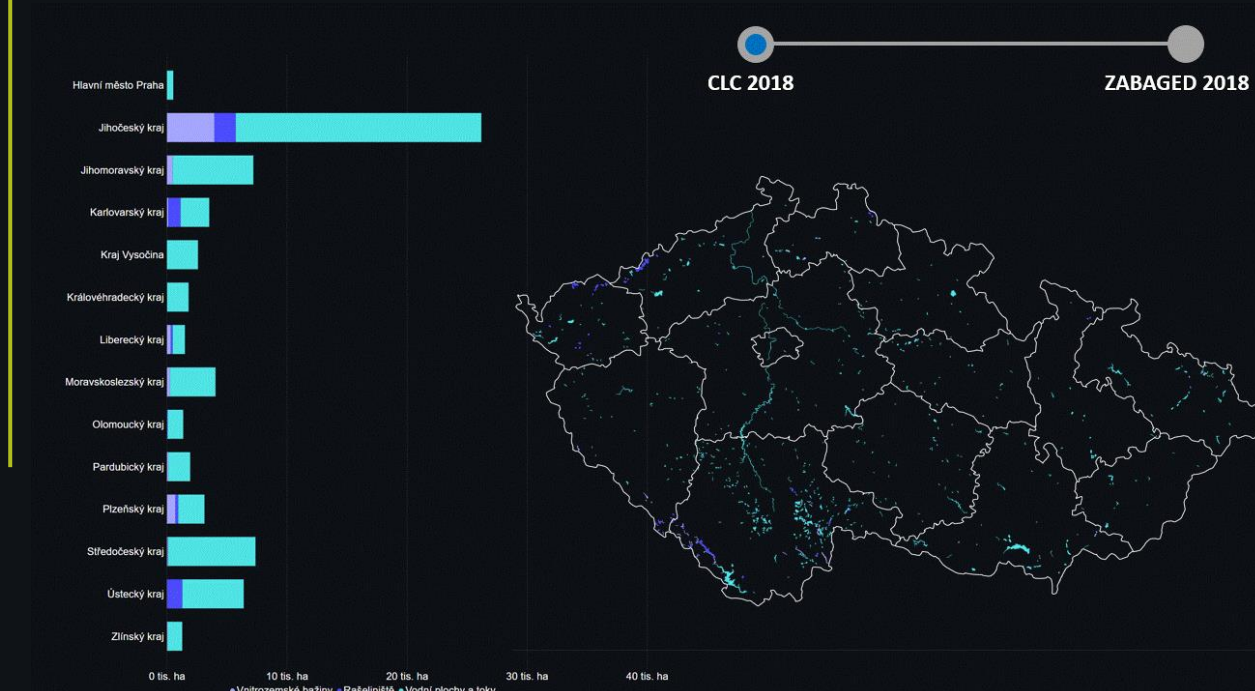 CLC 2018
ZABAGED 2018
Hlavní město Praha
Jihočeský kraj
Jihomoravský kraj
Karlovarský kraj
Kraj Vysočina
Královéhradecký kraj
Liberecký kraj
Moravskoslezský kraj
Olomoucký kraj
Pardubický kraj
Plzeňský kraj
Středočeský kraj
Ústecký kraj
Zlínský kraj
0 tis. ha 10 tis. ha 20 tis. ha 30 tis. ha 40 tis. ha
Vnitrozemské bažiny Rašeliniště Vodní plochy a toky